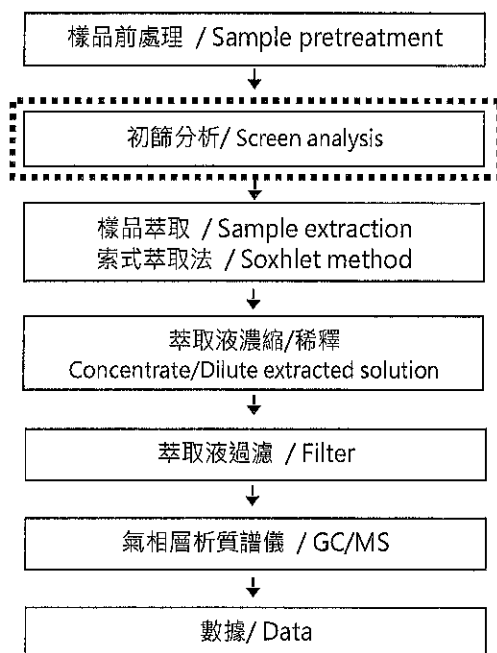 樣品前處理 / Sample pretreatment
初篩分析/ Screen analysis
樣品萃取 / Sample extraction
索式萃取法 / Soxhlet method
萃取液濃縮/稀釋
Concentrate/Dilute extracted solution
萃取液過濾 / Filter
氣相層析質譜儀 / GC/MS
數據/ Data